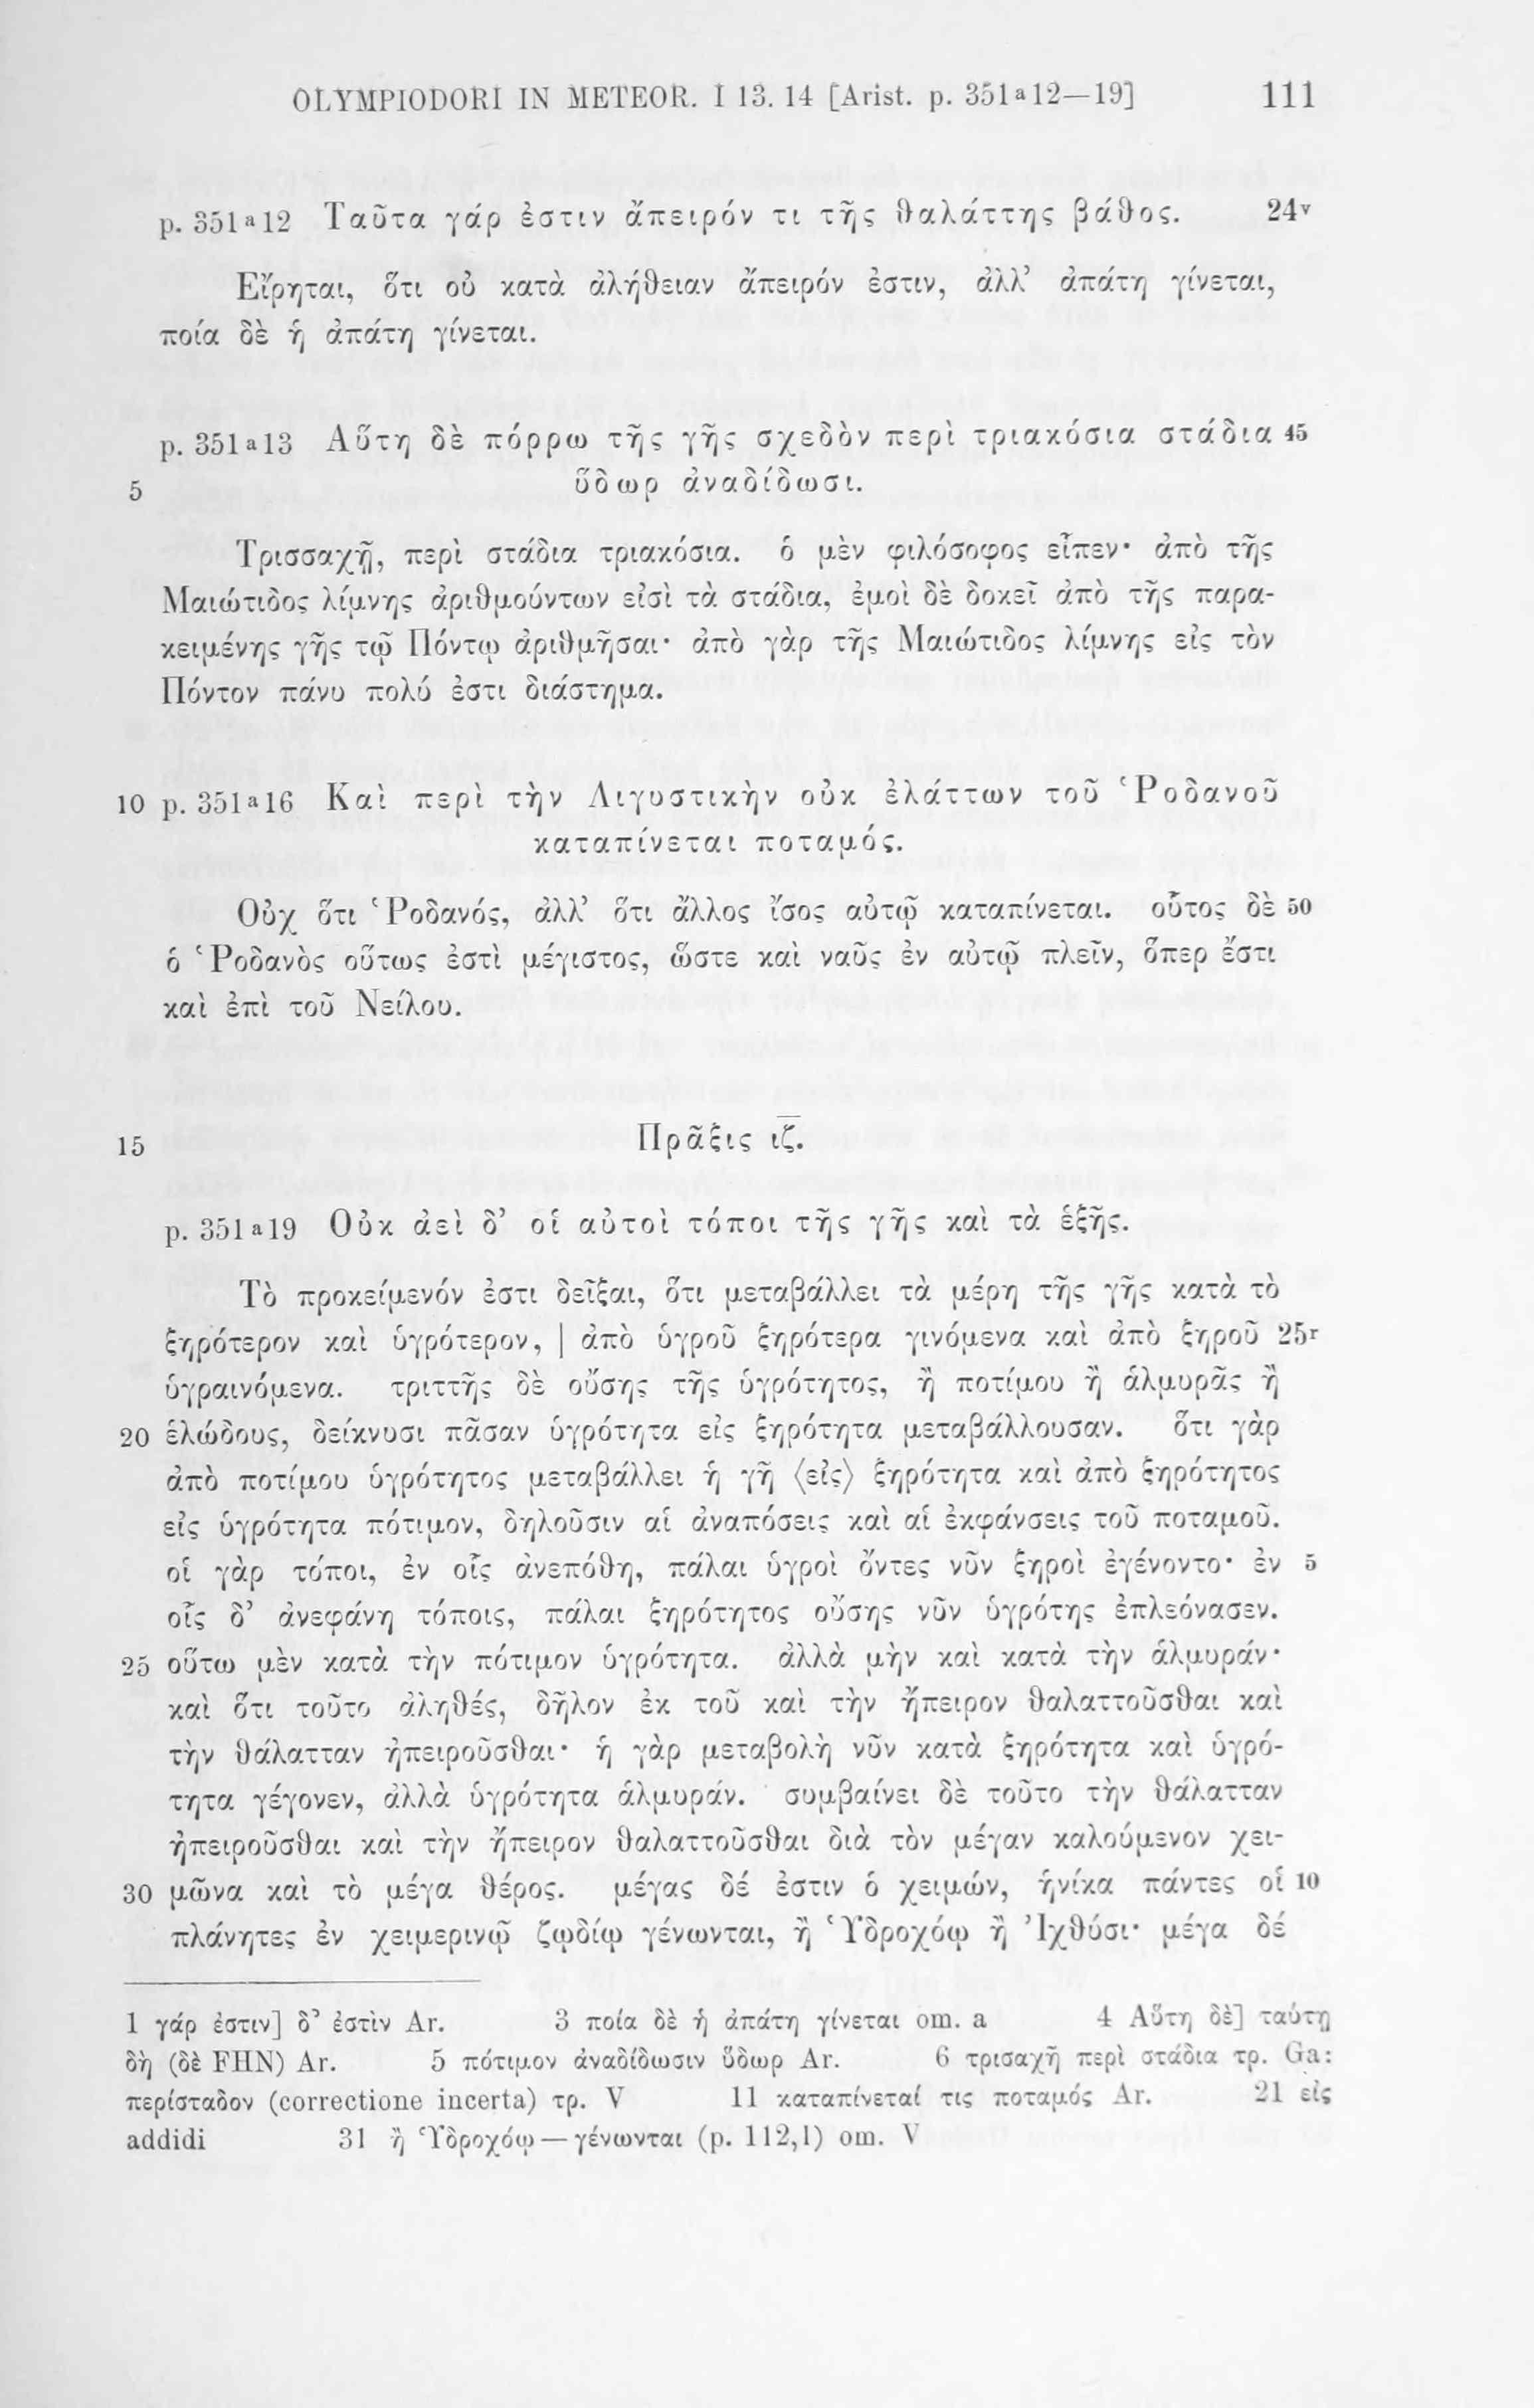 OLYMPIODORI IN METEOR. I 13. 14 [Arist. p. 351ª12—19] 111
p. 351ª12 Ταῦτα γάρ ἐστιν ἄπειρόν τι τῆς θαλάττης βάθος. 24ᵛ
Εἴρηται, ὅτι οὐ κατὰ ἀλήθειαν ἄπειρόν ἐστιν, ἀλλ’ ἀπάτη γίνεται,
ποία δὲ ἡ ἀπάτη γίνεται.
p. 351ª13 Αὕτη δὲ πόρρω τῆς γῆς σχεδὸν περὶ τριακόσια στάδια 45
5 ὕδωρ ἀναδίδωσι.
Τρισσαχῇ, περὶ στάδια τριακόσια. ὁ μὲν φιλόσοφος εἶπεν· ἀπὸ τῆς
Μαιώτιδος λίμνης ἀριθμούντων εἰσὶ τὰ στάδια, ἐμοὶ δὲ δοκεῖ ἀπὸ τῆς παρα-
κειμένης γῆς τῷ Πόντῳ ἀριθμῆσαι· ἀπὸ γὰρ τῆς Μαιώτιδος λίμνης εἰς τὸν
Πόντον πάνυ πολύ ἐστι διάστημα.
10 p. 351ª16 Καὶ περὶ τὴν Λιγυστικὴν οὐκ ἐλάττων τοῦ Ῥοδανοῦ
καταπίνεται ποταμός.
Οὐχ ὅτι Ῥοδανός, ἀλλ’ ὅτι ἄλλος ἴσος αὐτῷ καταπίνεται. οὗτος δὲ 50
ὁ Ῥοδανὸς οὕτως ἐστὶ μέγιστος, ὥστε καὶ ναῦς ἐν αὐτῷ πλεῖν, ὅπερ ἔστι
καὶ ἐπὶ τοῦ Νείλου.
15 Πρᾶξις ιζ̅.
p. 351ª19 Οὐκ ἀεὶ δ’ οἱ αὐτοὶ τόποι τῆς γῆς καὶ τὰ ἑξῆς.
Τὸ προκείμενόν ἐστι δεῖξαι, ὅτι μεταβάλλει τὰ μέρη τῆς γῆς κατὰ τὸ
ξηρότερον καὶ ὑγρότερον, | ἀπὸ ὑγροῦ ξηρότερα γινόμενα καὶ ἀπὸ ξηροῦ 25ʳ
ὑγραινόμενα. τριττῆς δὲ οὔσης τῆς ὑγρότητος, ἢ ποτίμου ἢ ἁλμυρᾶς ἢ
20 ἑλώδους, δείκνυσι πᾶσαν ὑγρότητα εἰς ξηρότητα μεταβάλλουσαν. ὅτι γὰρ
ἀπὸ ποτίμου ὑγρότητος μεταβάλλει ἡ γῆ ⟨εἰς⟩ ξηρότητα καὶ ἀπὸ ξηρότητος
εἰς ὑγρότητα πότιμον, δηλοῦσιν αἱ ἀναπόσεις καὶ αἱ ἐκφάνσεις τοῦ ποταμοῦ.
οἱ γὰρ τόποι, ἐν οἷς ἀνεπόθη, πάλαι ὑγροὶ ὄντες νῦν ξηροὶ ἐγένοντο· ἐν 5
οἷς δ’ ἀνεφάνη τόποις, πάλαι ξηρότητος οὔσης νῦν ὑγρότης ἐπλεόνασεν.
25 οὕτω μὲν κατὰ τὴν πότιμον ὑγρότητα. ἀλλὰ μὴν καὶ κατὰ τὴν ἁλμυράν·
καὶ ὅτι τοῦτο ἀληθές, δῆλον ἐκ τοῦ καὶ τὴν ἤπειρον θαλαττοῦσθαι καὶ
τὴν θάλατταν ἠπειροῦσθαι· ἡ γὰρ μεταβολὴ νῦν κατὰ ξηρότητα καὶ ὑγρό-
τητα γέγονεν, ἀλλὰ ὑγρότητα ἁλμυράν. συμβαίνει δὲ τοῦτο τὴν θάλατταν
ἠπειροῦσθαι καὶ τὴν ἤπειρον θαλαττοῦσθαι διὰ τὸν μέγαν καλούμενον χει-
30 μῶνα καὶ τὸ μέγα θέρος. μέγας δέ ἐστιν ὁ χειμών, ἡνίκα πάντες οἱ 10
πλάνητες ἐν χειμερινῷ ζῳδίῳ γένωνται, ἢ Ὑδροχόῳ ἢ Ἰχθύσι· μέγα δέ
1 γάρ ἐστιν] δ’ ἐστὶν Ar. 3 ποία δὲ ἡ ἀπάτη γίνεται om. a 4 Αὕτη δὲ] ταύτῃ
δὴ (δὲ FHN) Ar. 5 πότιμον ἀναδίδωσιν ὕδωρ Ar. 6 τρισαχῆ περὶ στάδια τρ. Ga:
περίσταδον (correctione incerta) τρ. V 11 καταπίνεταί τις ποταμός Ar. 21 εἰς
addidi 31 ἢ Ὑδροχόῳ — γένωνται (p. 112,1) om. V